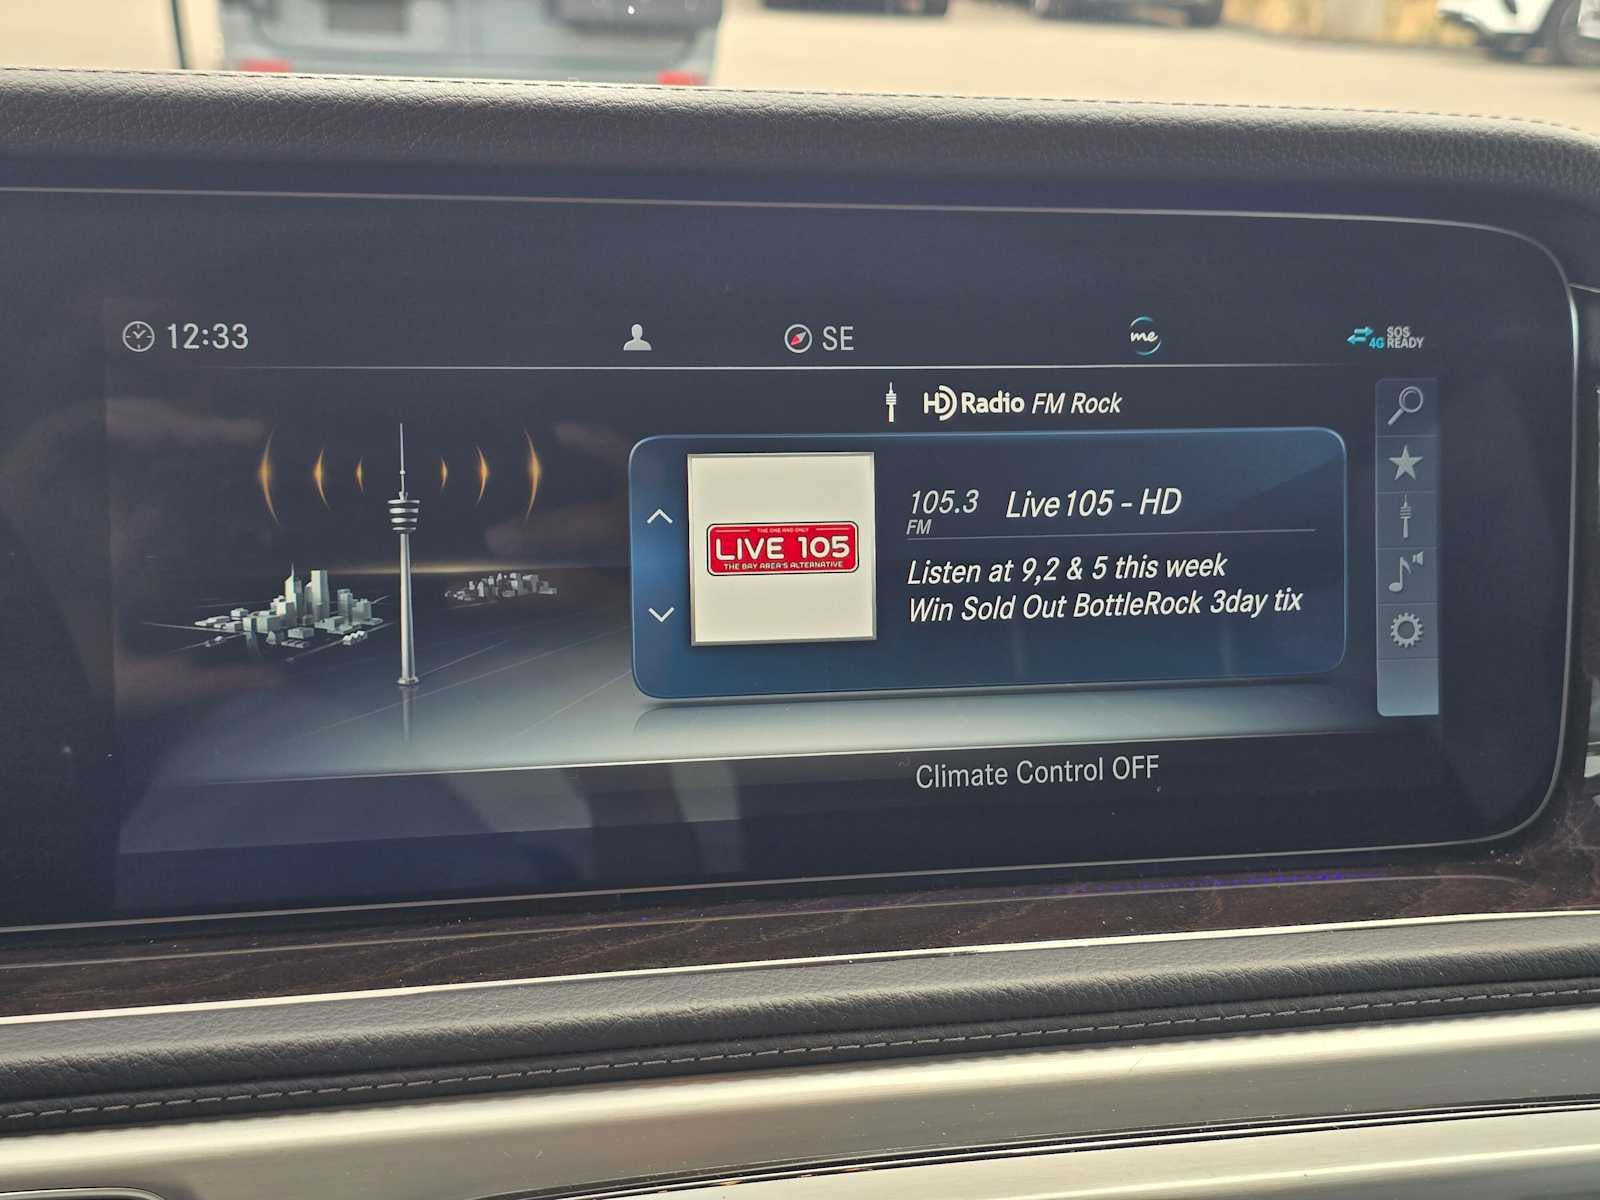 12:33
SE
me
4G SOS READY
HD Radio FM Rock
THE ONE AND ONLY
LIVE 105
THE BAY AREA'S ALTERNATIVE
105.3 Live 105 - HD
FM
Listen at 9,2 & 5 this week
Win Sold Out BottleRock 3day tix
Climate Control OFF